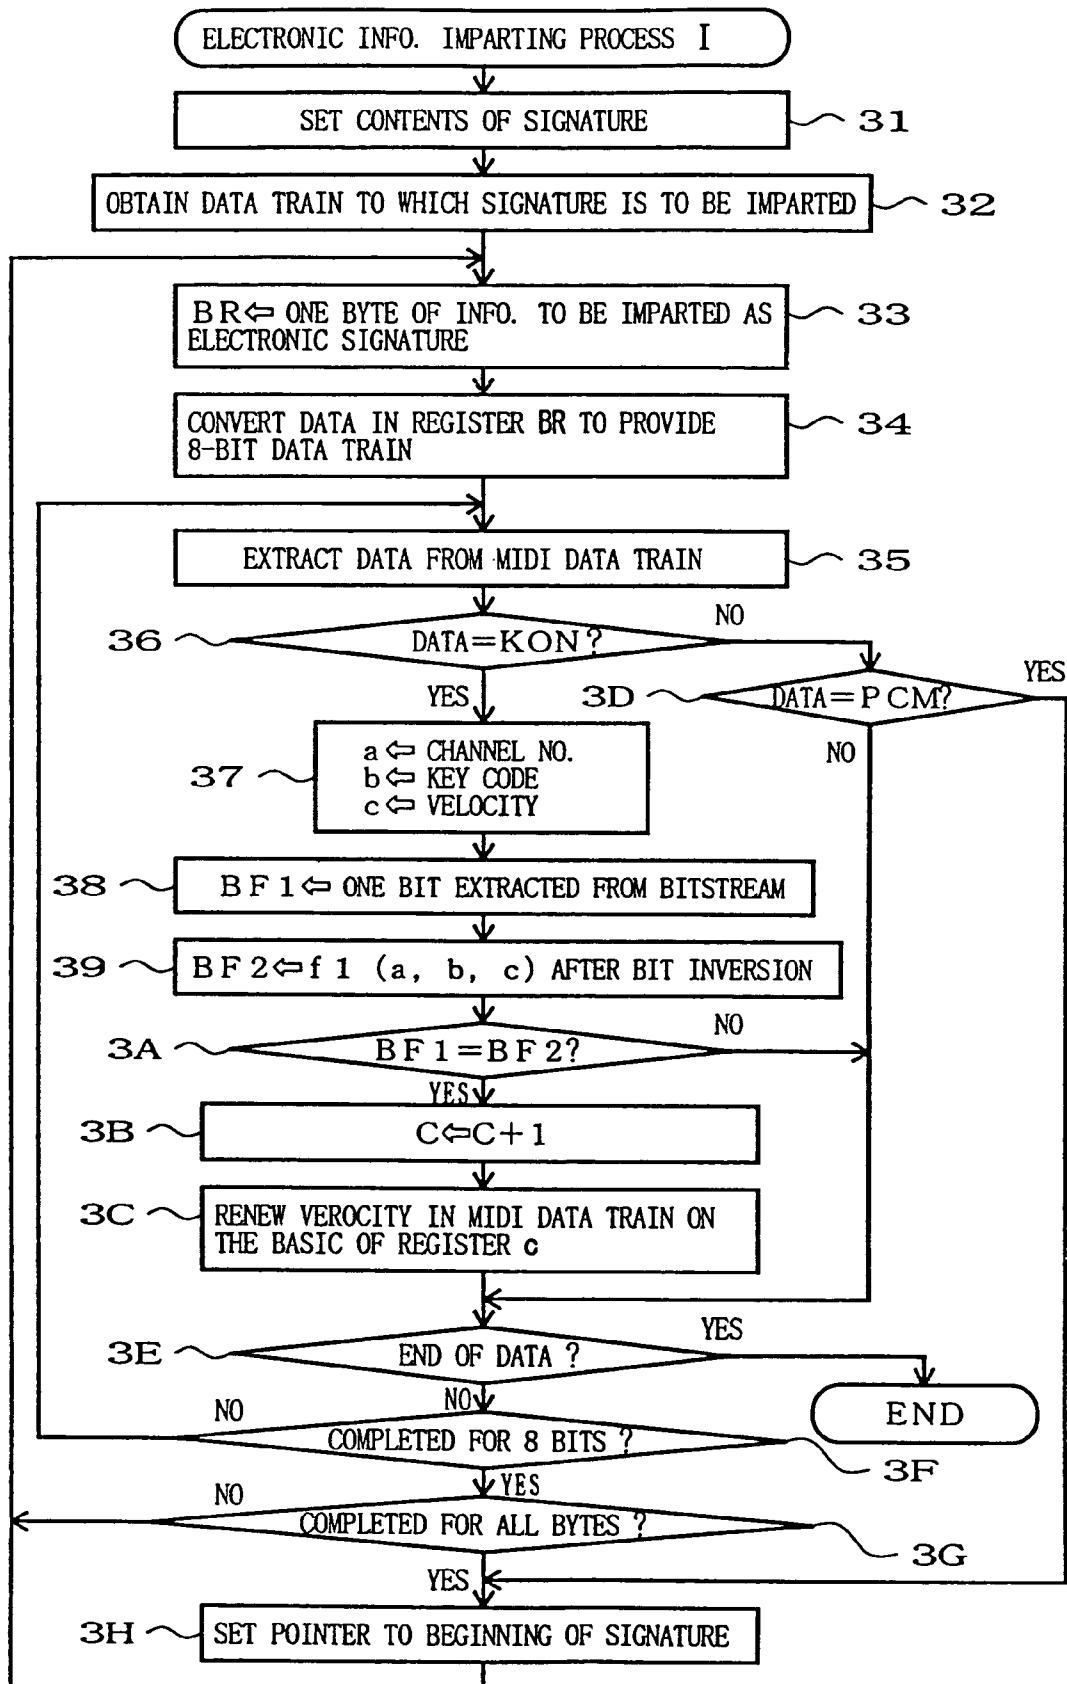 ELECTRONIC INFO. IMPARTING PROCESS I
SET CONTENTS OF SIGNATURE
31
OBTAIN DATA TRAIN TO WHICH SIGNATURE IS TO BE IMPARTED
32
BR⇦ ONE BYTE OF INFO. TO BE IMPARTED AS
ELECTRONIC SIGNATURE
33
CONVERT DATA IN REGISTER BR TO PROVIDE
8-BIT DATA TRAIN
34
EXTRACT DATA FROM MIDI DATA TRAIN
35
36
DATA=KON?
NO
YES
3D
DATA=PCM?
YES
NO
37
a⇦ CHANNEL NO.
b⇦ KEY CODE
c⇦ VELOCITY
38
BF1⇦ ONE BIT EXTRACTED FROM BITSTREAM
39
BF2⇦f1 (a, b, c) AFTER BIT INVERSION
3A
BF1=BF2?
NO
YES
3B
C⇦C+1
3C
RENEW VEROCITY IN MIDI DATA TRAIN ON
THE BASIC OF REGISTER c
3E
END OF DATA ?
YES
NO
END
NO
COMPLETED FOR 8 BITS ?
3F
YES
NO
COMPLETED FOR ALL BYTES ?
3G
YES
3H
SET POINTER TO BEGINNING OF SIGNATURE